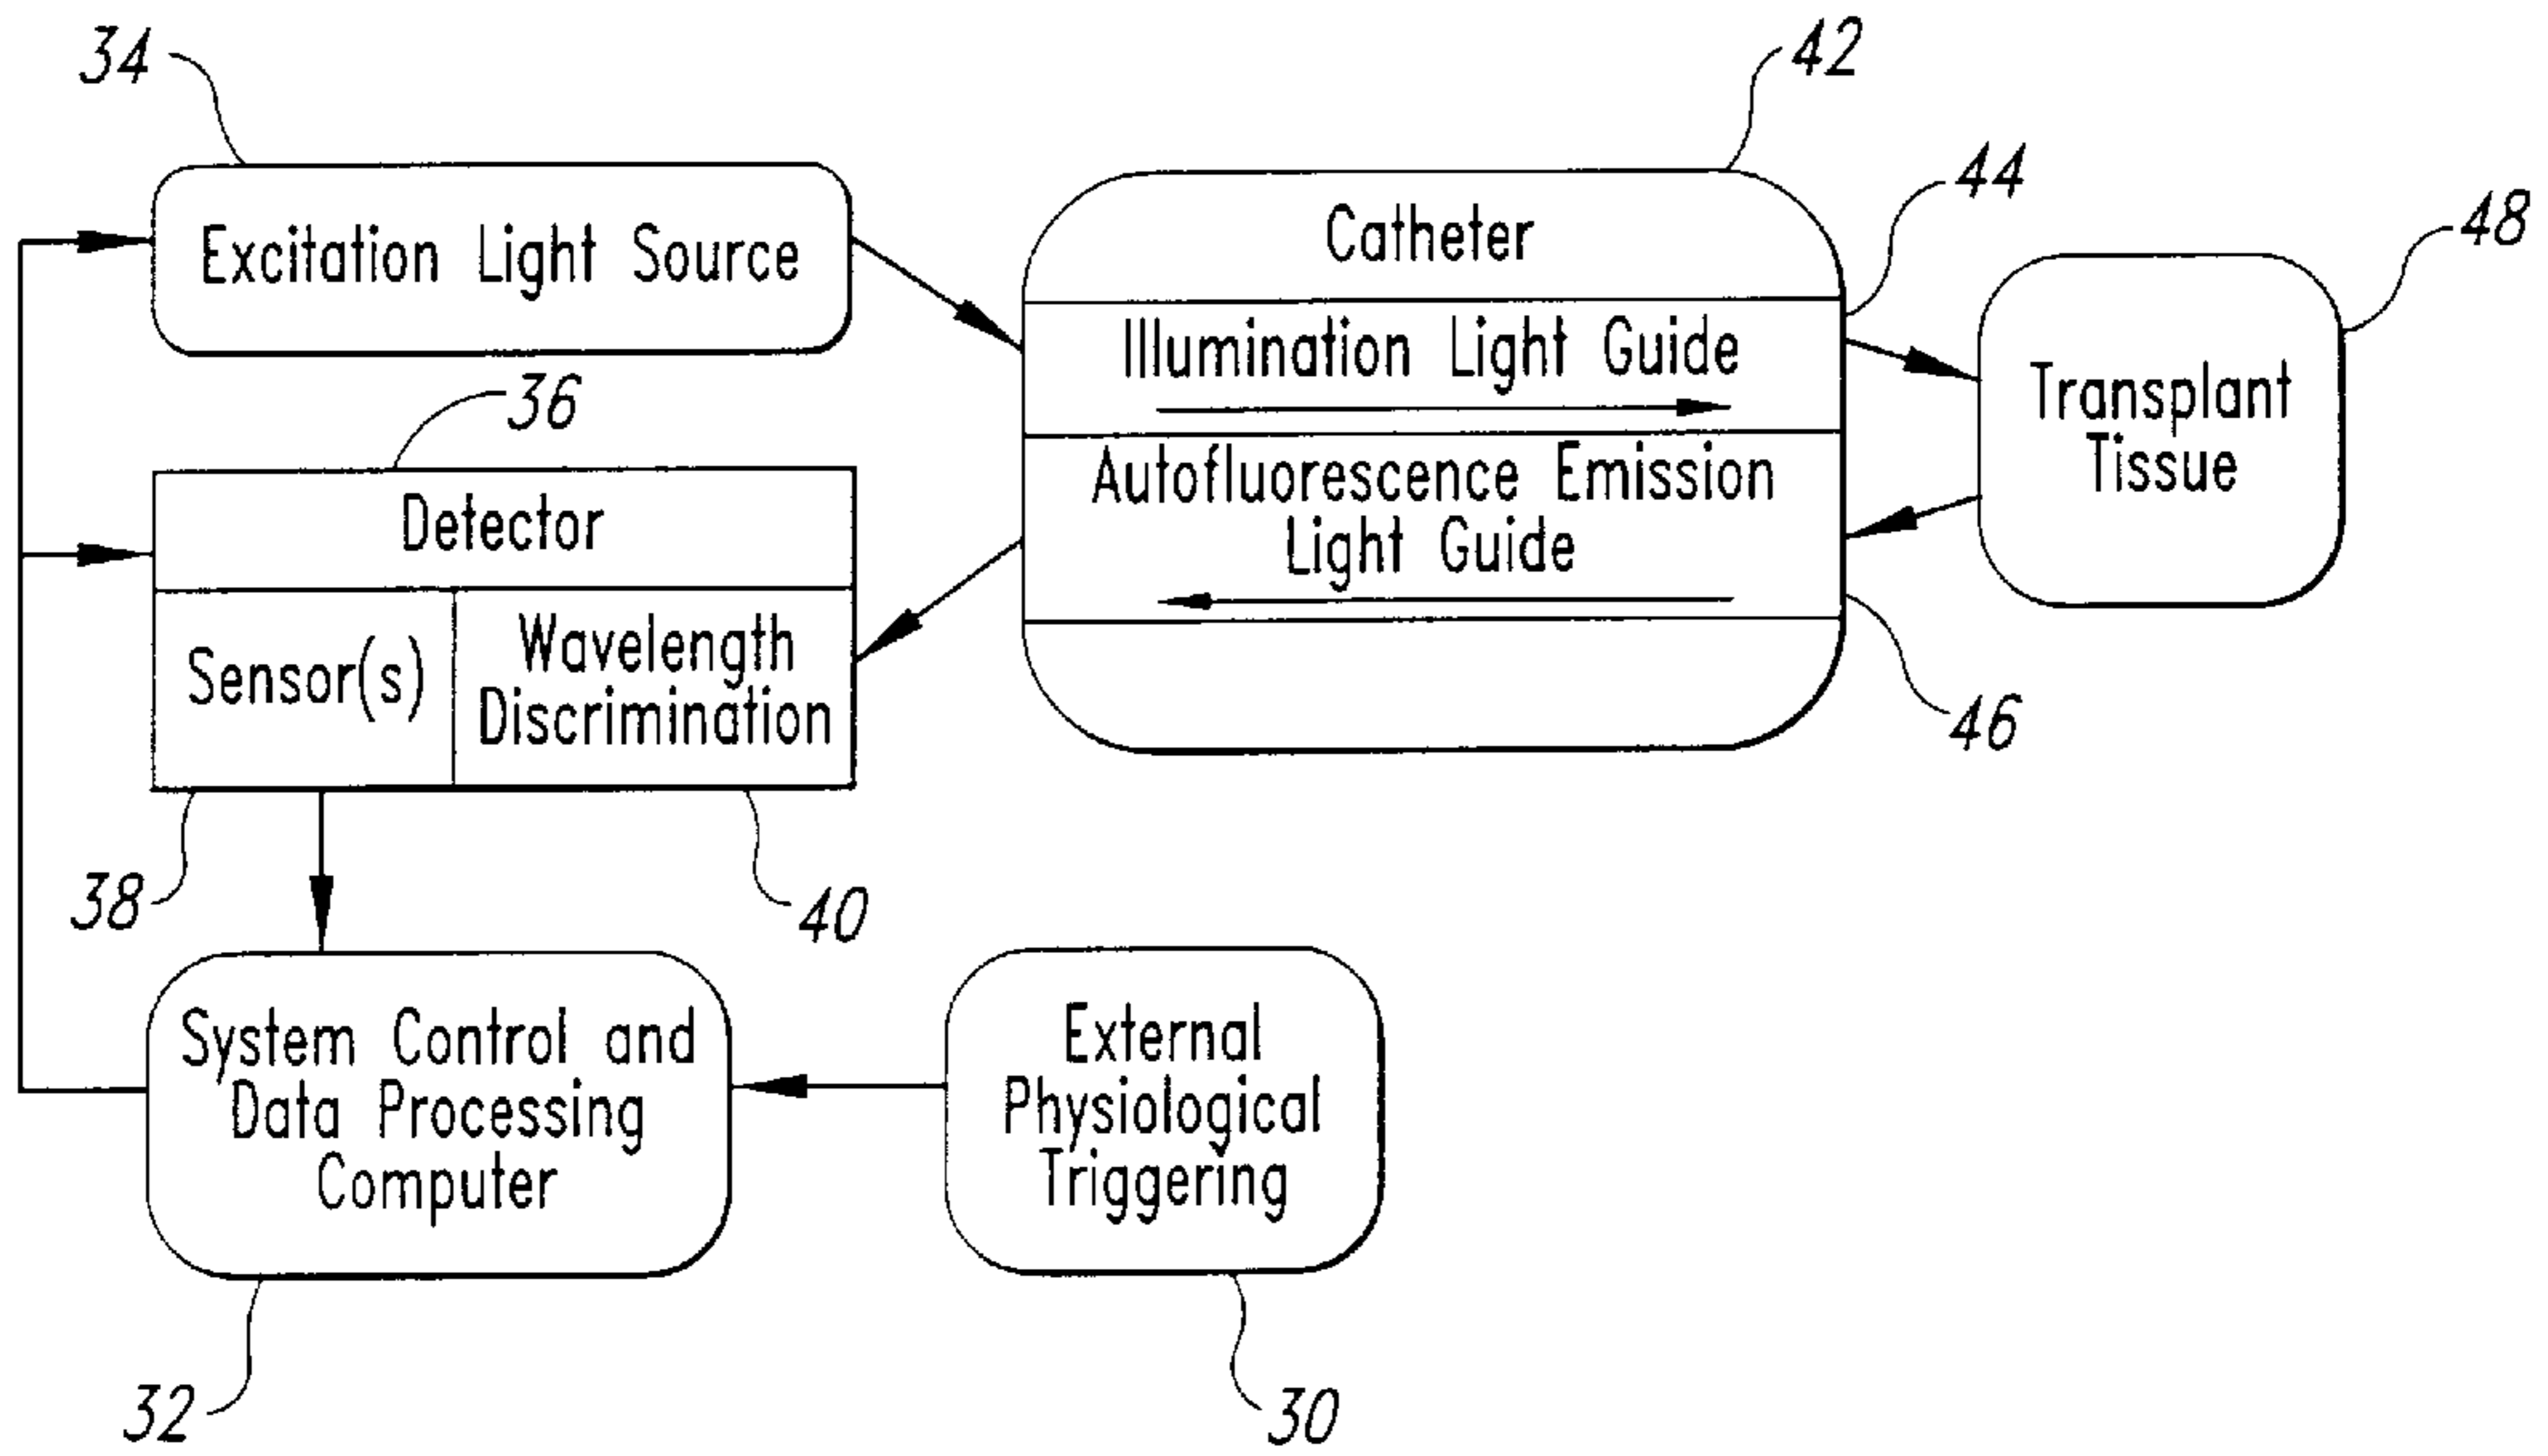 34
42
44
48
Excitation Light Source
Catheter
Illumination Light Guide
36
Transplant
Tissue
Detector
Autofluorescence Emission
Light Guide
Sensor(s)
Wavelength
Discrimination
46
38
40
System Control and
Data Processing
Computer
External
Physiological
Triggering
32
30